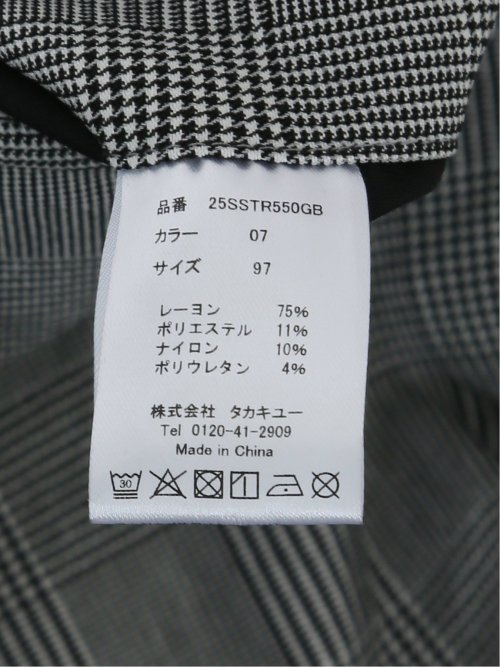 品番 25SSTR550GB
カラー 07
サイズ 97
レーヨン 75%
ポリエステル 11%
ナイロン 10%
ポリウレタン 4%
株式会社 タカキユー
Tel 0120-41-2909
Made in China
30